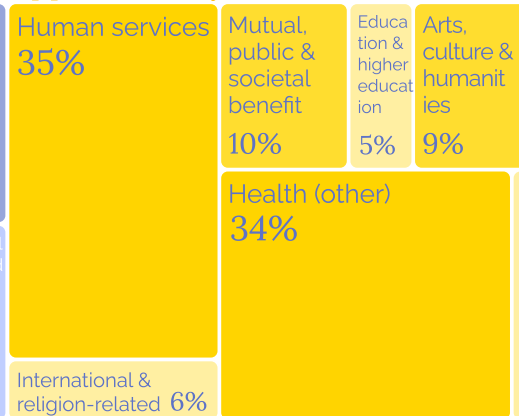 Human services
35%
Mutual,
public &
societal
benefit
10%
Educa
tion &
higher
educat
ion
5%
Arts,
culture &
humanit
ies
9%
Health (other)
34%
International &
religion-related 6%